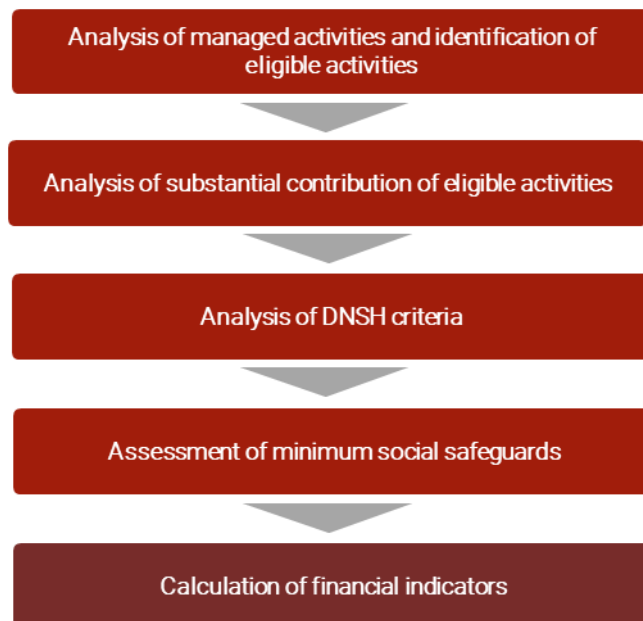 Analysis of managed activities and identification of
eligible activities
Analysis of substantial contribution of eligible activities
Analysis of DNSH criteria
Assessment of minimum social safeguards
Calculation of financial indicators